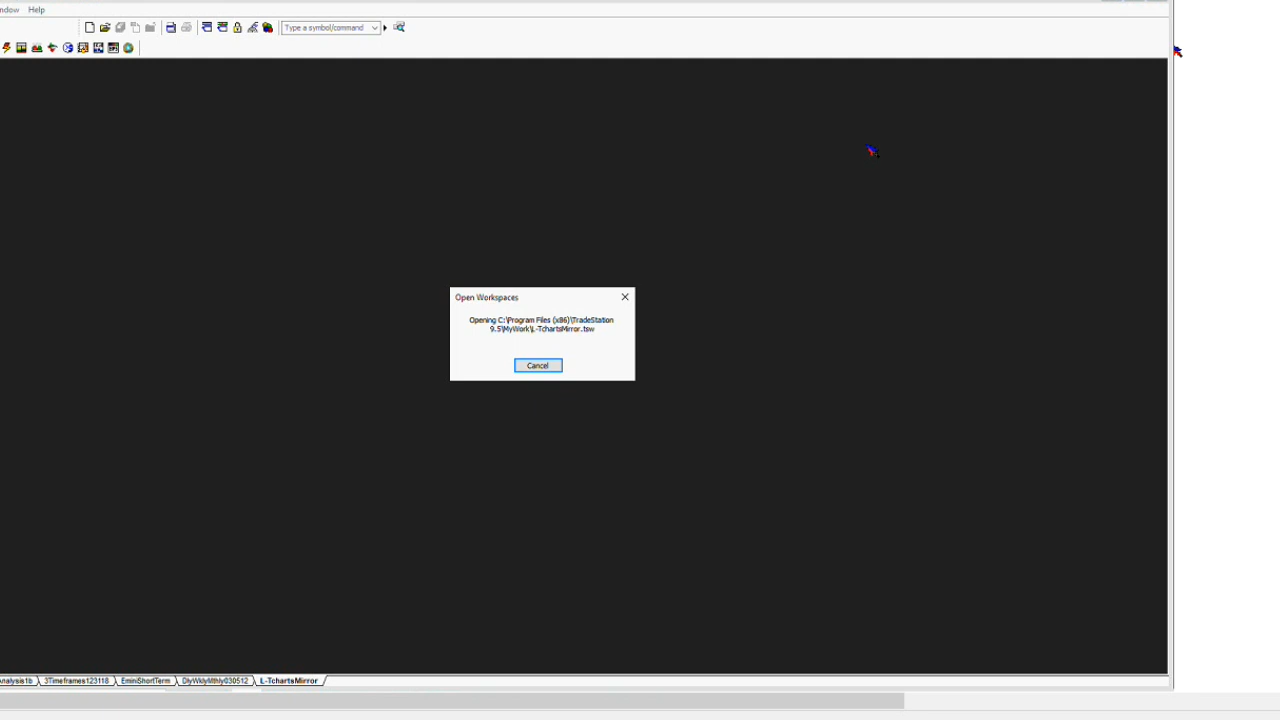 ndow Help
Type a symbol/command
Open Workspaces
Opening C:\Program Files (x86)\TradeStation
9.5\MyWork\L-TchartsMirror.tsw
Cancel
Analysis1b 3Timeframes123118 EminiShortTerm DlyWklyMthly030512 L-TchartsMirror